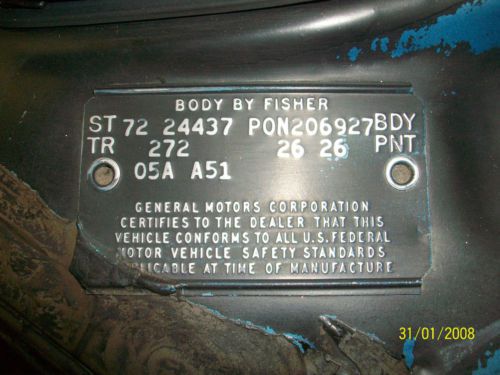 BODY BY FISHER
ST 72 24437 PON206927 BDY
TR 272 26 26 PNT
05A A51
GENERAL MOTORS CORPORATION
CERTIFIES TO THE DEALER THAT THIS
VEHICLE CONFORMS TO ALL U.S. FEDERAL
MOTOR VEHICLE SAFETY STANDARDS
PLICABLE AT TIME OF MANUFACTURE
31/01/2008